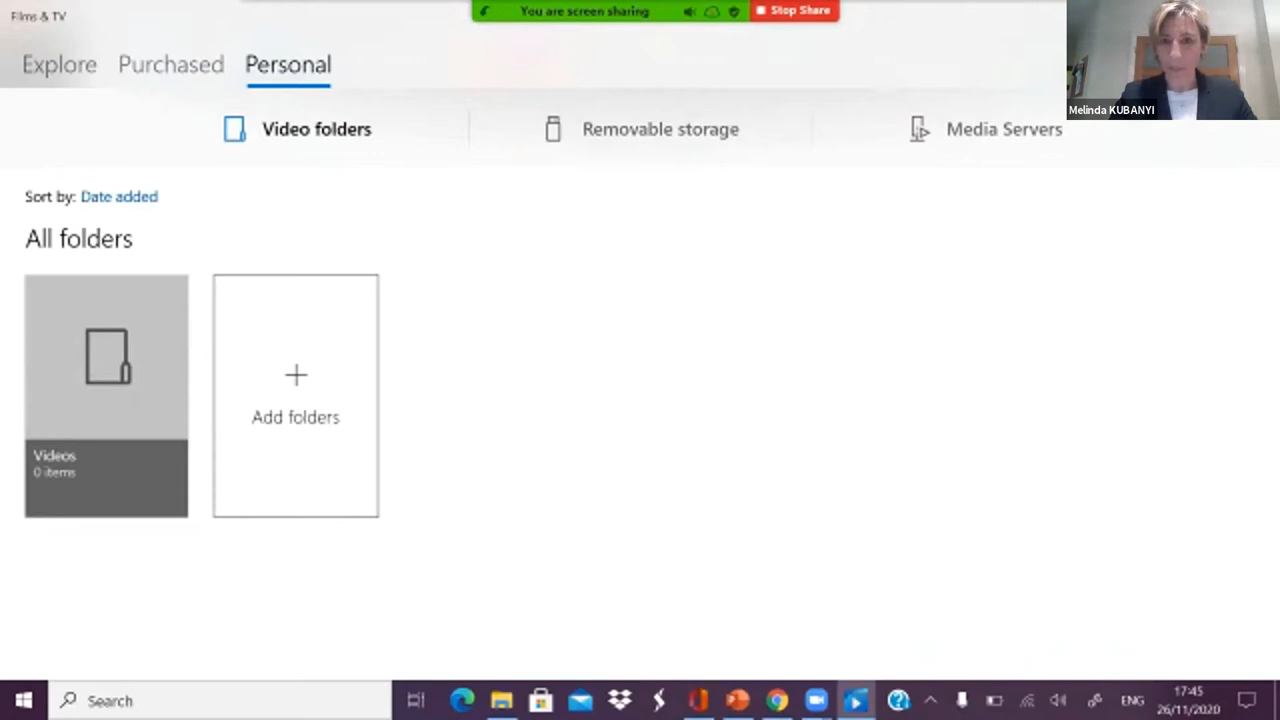 Films & TV
You are screen sharing
Stop Share
Explore
Purchased
Personal
Melinda KUBANYI
Video folders
Removable storage
Media Servers
Sort by: Date added
All folders
Add folders
Videos
0 items
Search
ENG
17:45
26/11/2020